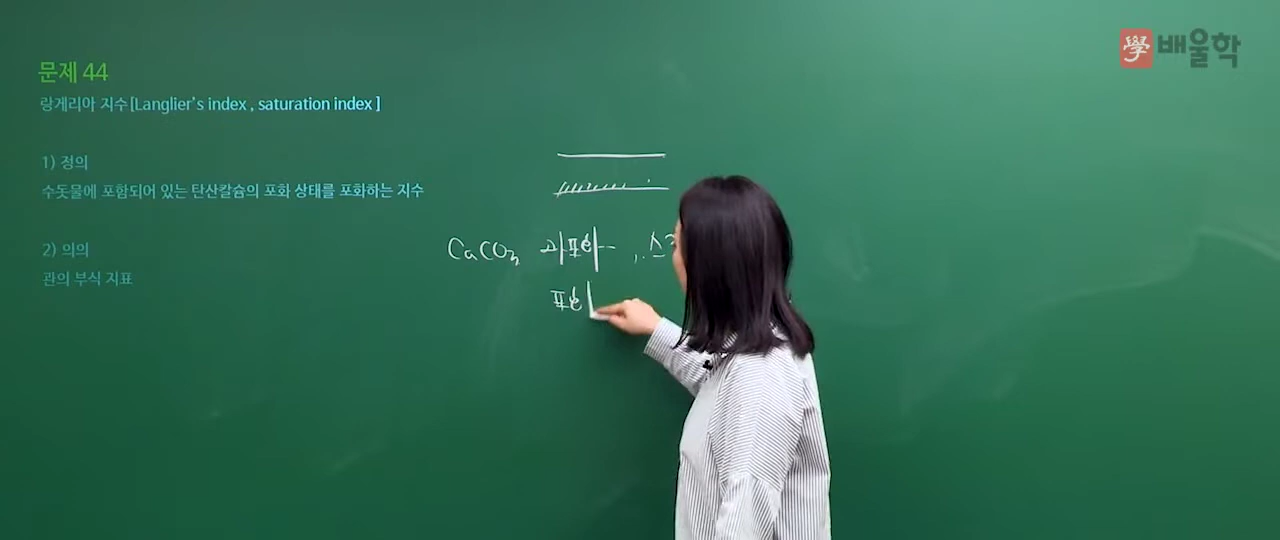 學 배울학
문제 44
랑게리아 지수[Langlier's index , saturation index ]
1) 정의
수돗물에 포함되어 있는 탄산칼슘의 포화 상태를 포화하는 지수
2) 의의
관의 부식 지표
CaCO₃ 과포화
포화